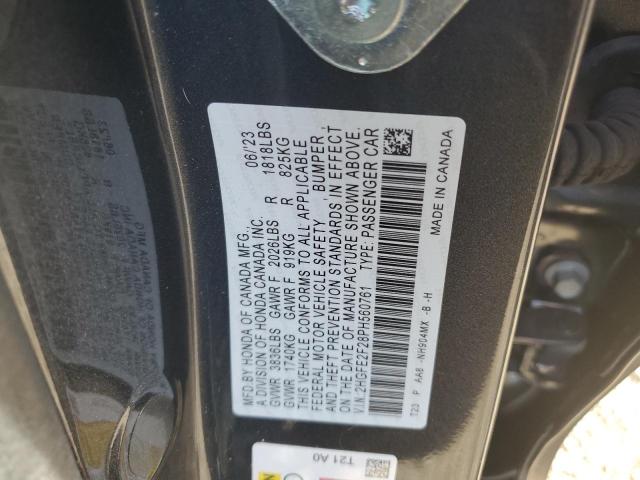 MFD.BY HONDA OF CANADA MFG., 06/'23
A DIVISION OF HONDA CANADA INC.
GVWR 3836LBS GAWR F 2026LBS R 1818LBS
GVWR 1740KG GAWR F 919KG R 825KG
THIS VEHICLE CONFORMS TO ALL APPLICABLE
FEDERAL MOTOR VEHICLE SAFETY BUMPER,
AND THEFT PREVENTION STANDARDS IN EFFECT
ON THE DATE OF MANUFACTURE SHOWN ABOVE.
V.I.N: 2HGFE2F28PH560761 TYPE: PASSENGER CAR
T23 P AA8 -NH904MX -B -H
MADE IN CANADA
T21 A0